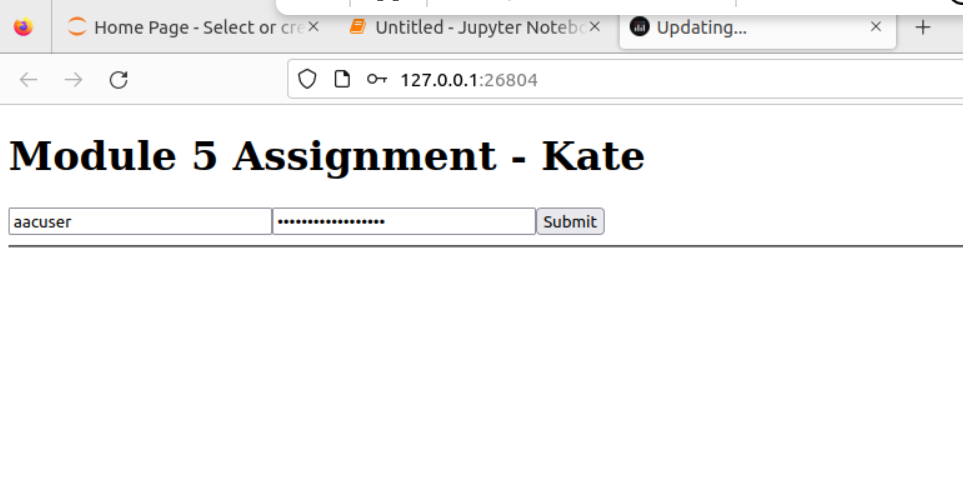 Home Page - Select or cre
Untitled - Jupyter Notebo
Updating...
127.0.0.1:26804
Module 5 Assignment - Kate
aacuser
••••••••••••••••••
Submit